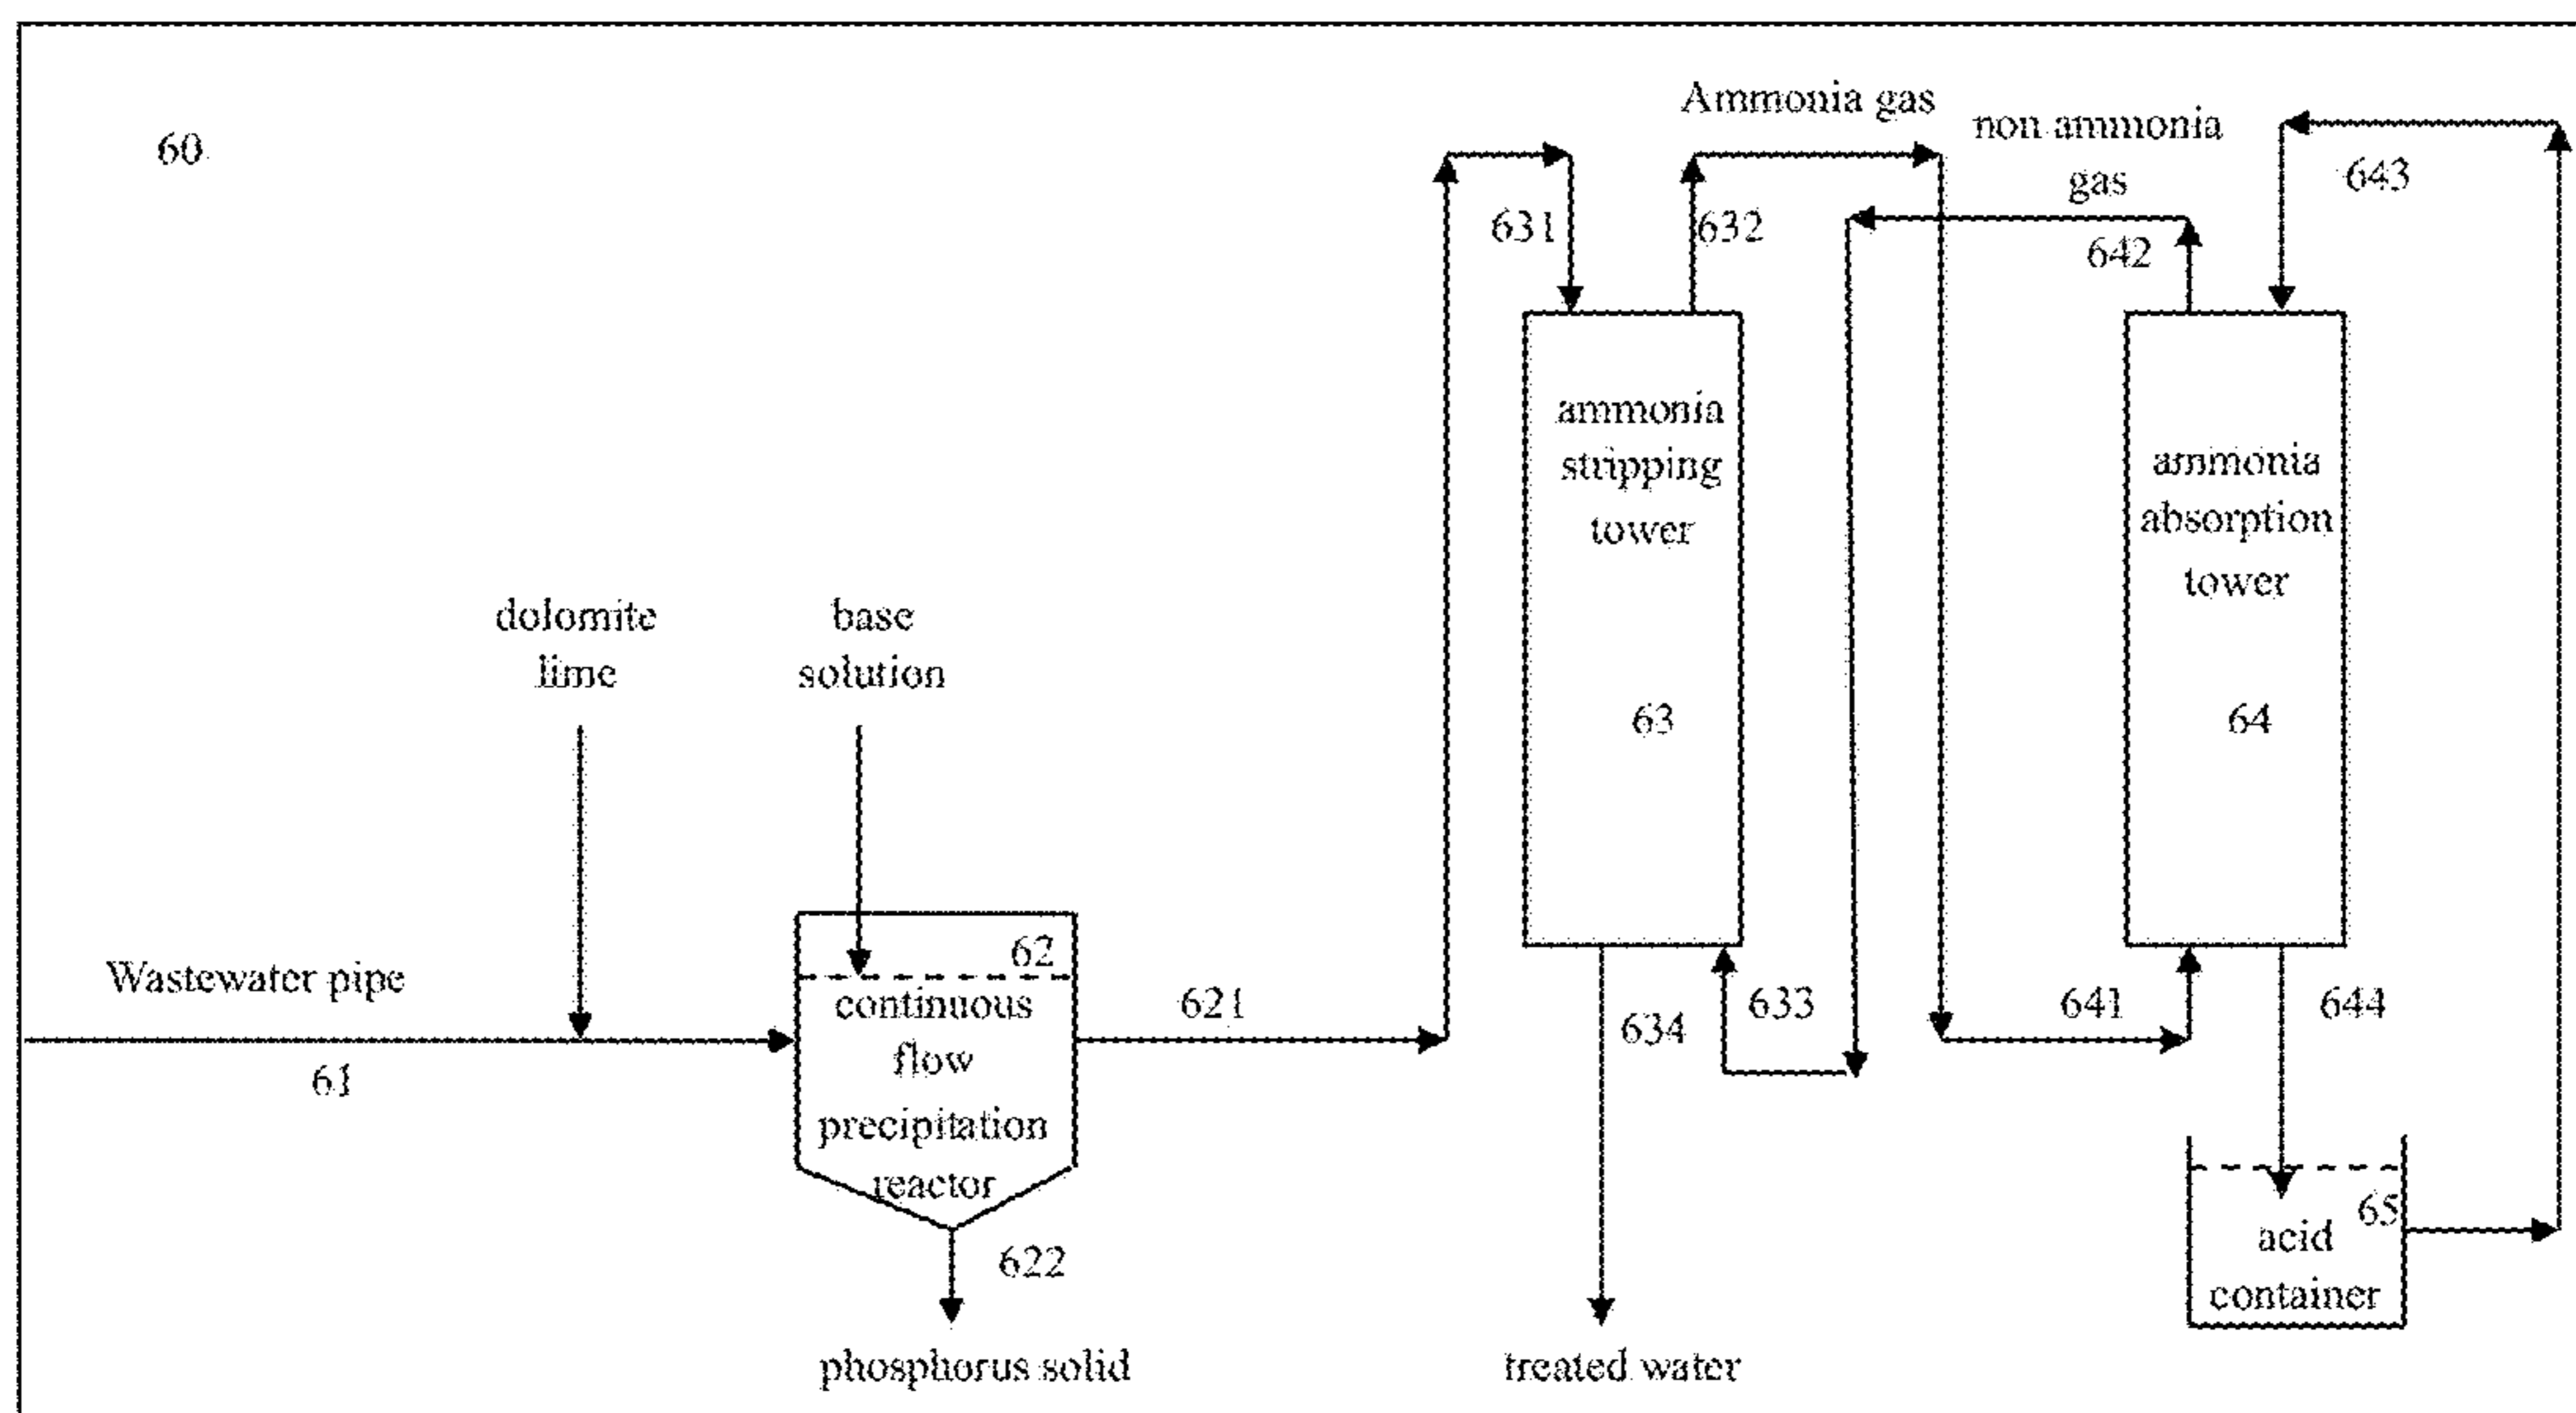 60
Ammonia gas
non ammonia
gas
631
632
642
643
ammonia
stripping
tower
63
ammonia
absorption
tower
64
dolomite
lime
base
solution
Wastewater pipe
61
62
continuous
flow
precipitation
reactor
621
622
phosphorus solid
634
633
treated water
641
644
65
acid
container